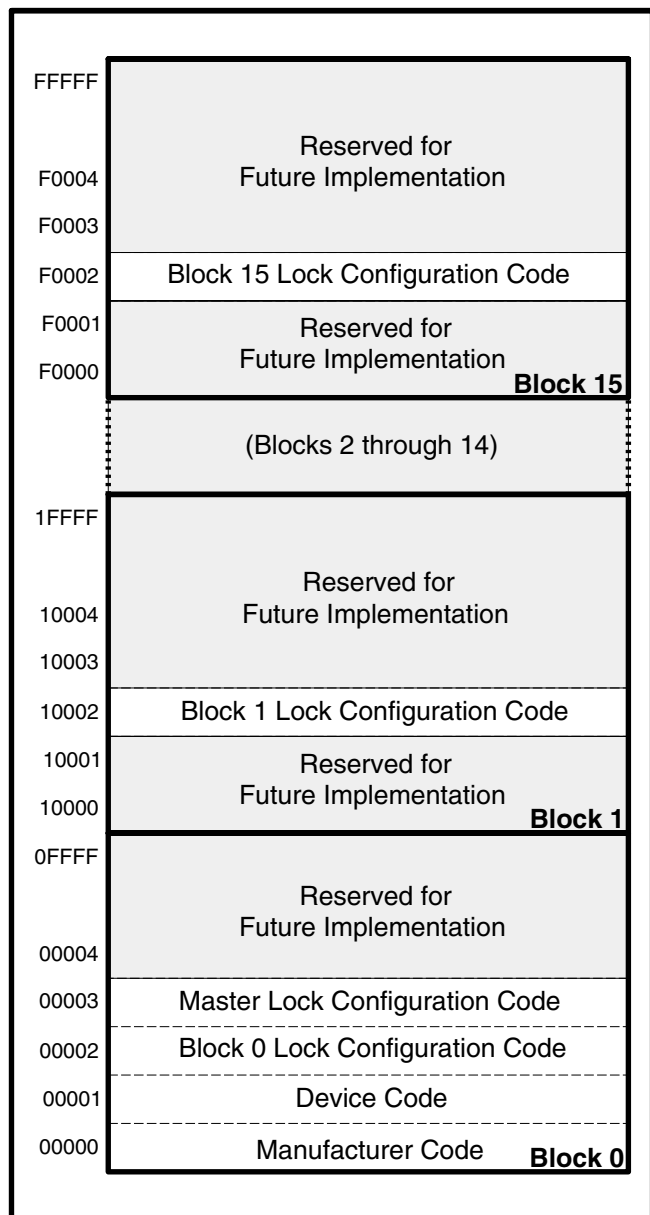 FFFFF
Reserved for
Future Implementation
F0004
F0003
F0002 Block 15 Lock Configuration Code
F0001
Reserved for
Future Implementation
F0000
Block 15
(Blocks 2 through 14)
1FFFF
Reserved for
Future Implementation
10004
10003
10002 Block 1 Lock Configuration Code
10001
Reserved for
Future Implementation
10000
Block 1
0FFFF
Reserved for
Future Implementation
00004
00003 Master Lock Configuration Code
00002 Block 0 Lock Configuration Code
00001 Device Code
00000 Manufacturer Code
Block 0